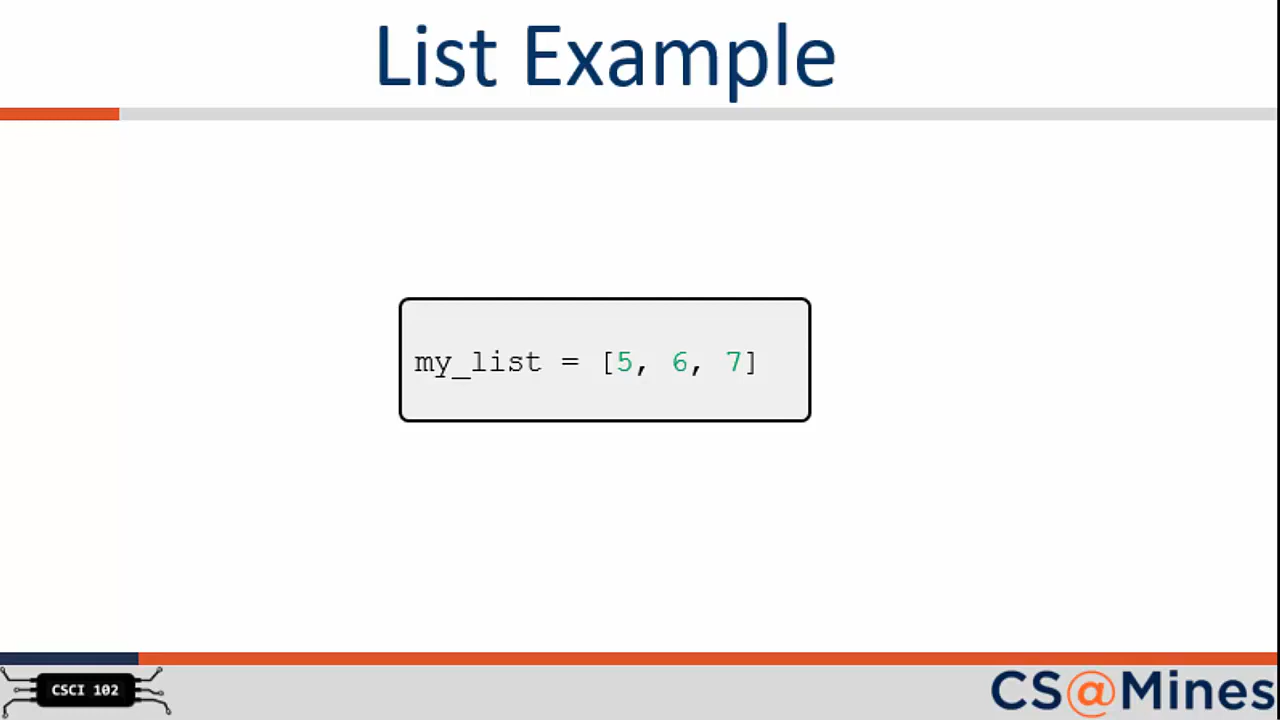 List Example
my_list = [5, 6, 7]
CSCI 102
CS@Mines